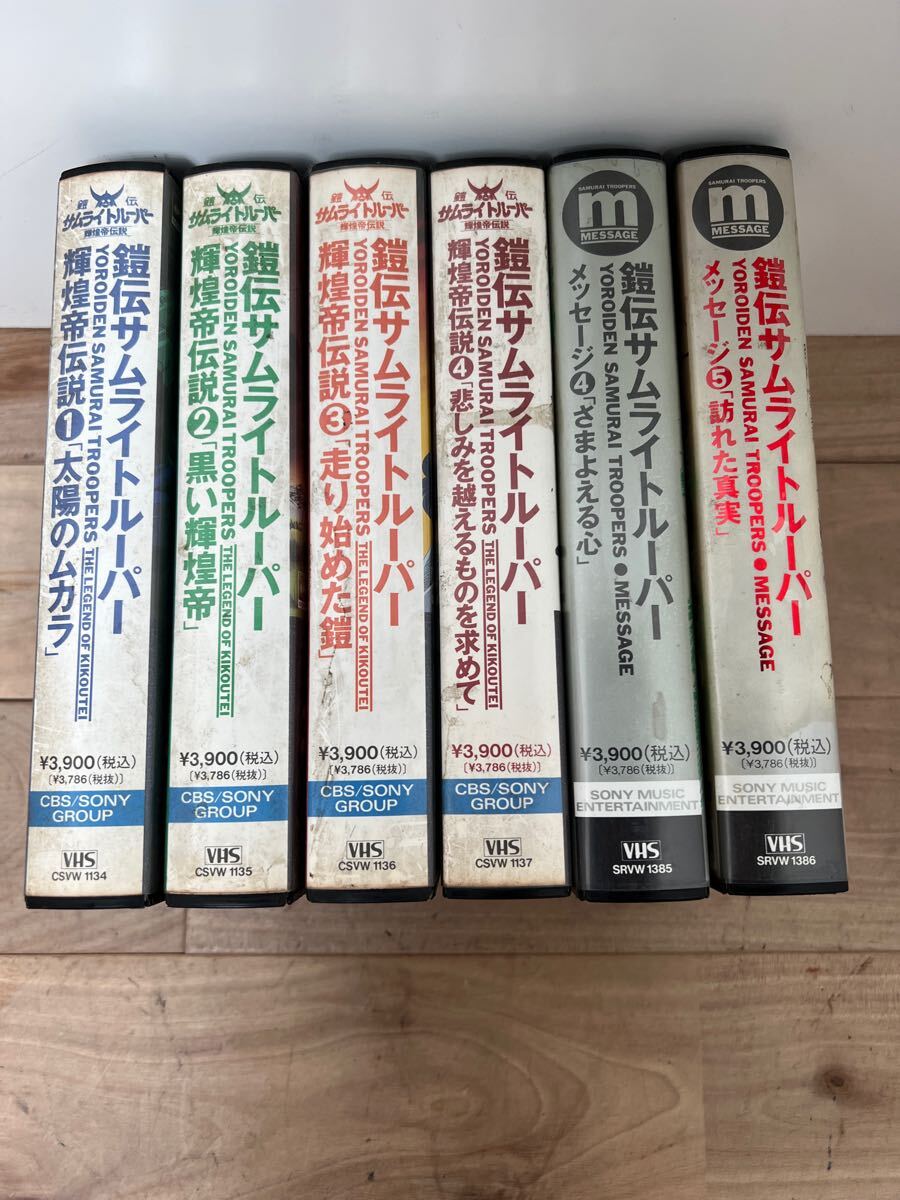 鎧伝
サムライトルーパー
輝煌帝伝説
鎧伝サムライトルーパー
YOROIDEN SAMURAI TROOPERS THE LEGEND OF KIKOUTEI
輝煌帝伝説❶「太陽のムカラ」
¥3,900(税込)
[¥3,786(税抜)]
CBS/SONY
GROUP
VHS
CSVW 1134
鎧伝
サムライトルーパー
輝煌帝伝説
鎧伝サムライトルーパー
YOROIDEN SAMURAI TROOPERS THE LEGEND OF KIKOUTEI
輝煌帝伝説❷「黒い輝煌帝」
¥3,900(税込)
[¥3,786(税抜)]
CBS/SONY
GROUP
VHS
CSVW 1135
鎧伝
サムライトルーパー
輝煌帝伝説
鎧伝サムライトルーパー
YOROIDEN SAMURAI TROOPERS THE LEGEND OF KIKOUTEI
輝煌帝伝説❸「走り始めた鎧」
¥3,900(税込)
[¥3,786(税抜)]
CBS/SONY
GROUP
VHS
CSVW 1136
鎧伝
サムライトルーパー
輝煌帝伝説
鎧伝サムライトルーパー
YOROIDEN SAMURAI TROOPERS THE LEGEND OF KIKOUTEI
輝煌帝伝説❹「悲しみを越えるものを求めて」
¥3,900(税込)
[¥3,786(税抜)]
CBS/SONY
GROUP
VHS
CSVW 1137
SAMURAI TROOPERS
m
MESSAGE
鎧伝サムライトルーパー
YOROIDEN SAMURAI TROOPERS●MESSAGE
メッセージ❹「さまよえる心」
¥3,900(税込)
[¥3,786(税抜)]
SONY MUSIC
ENTERTAINMENT
VHS
SRVW 1385
SAMURAI TROOPERS
m
MESSAGE
鎧伝サムライトルーパー
YOROIDEN SAMURAI TROOPERS●MESSAGE
メッセージ❺「訪れた真実」
¥3,900(税込)
[¥3,786(税抜)]
SONY MUSIC
ENTERTAINMENT
VHS
SRVW 1386